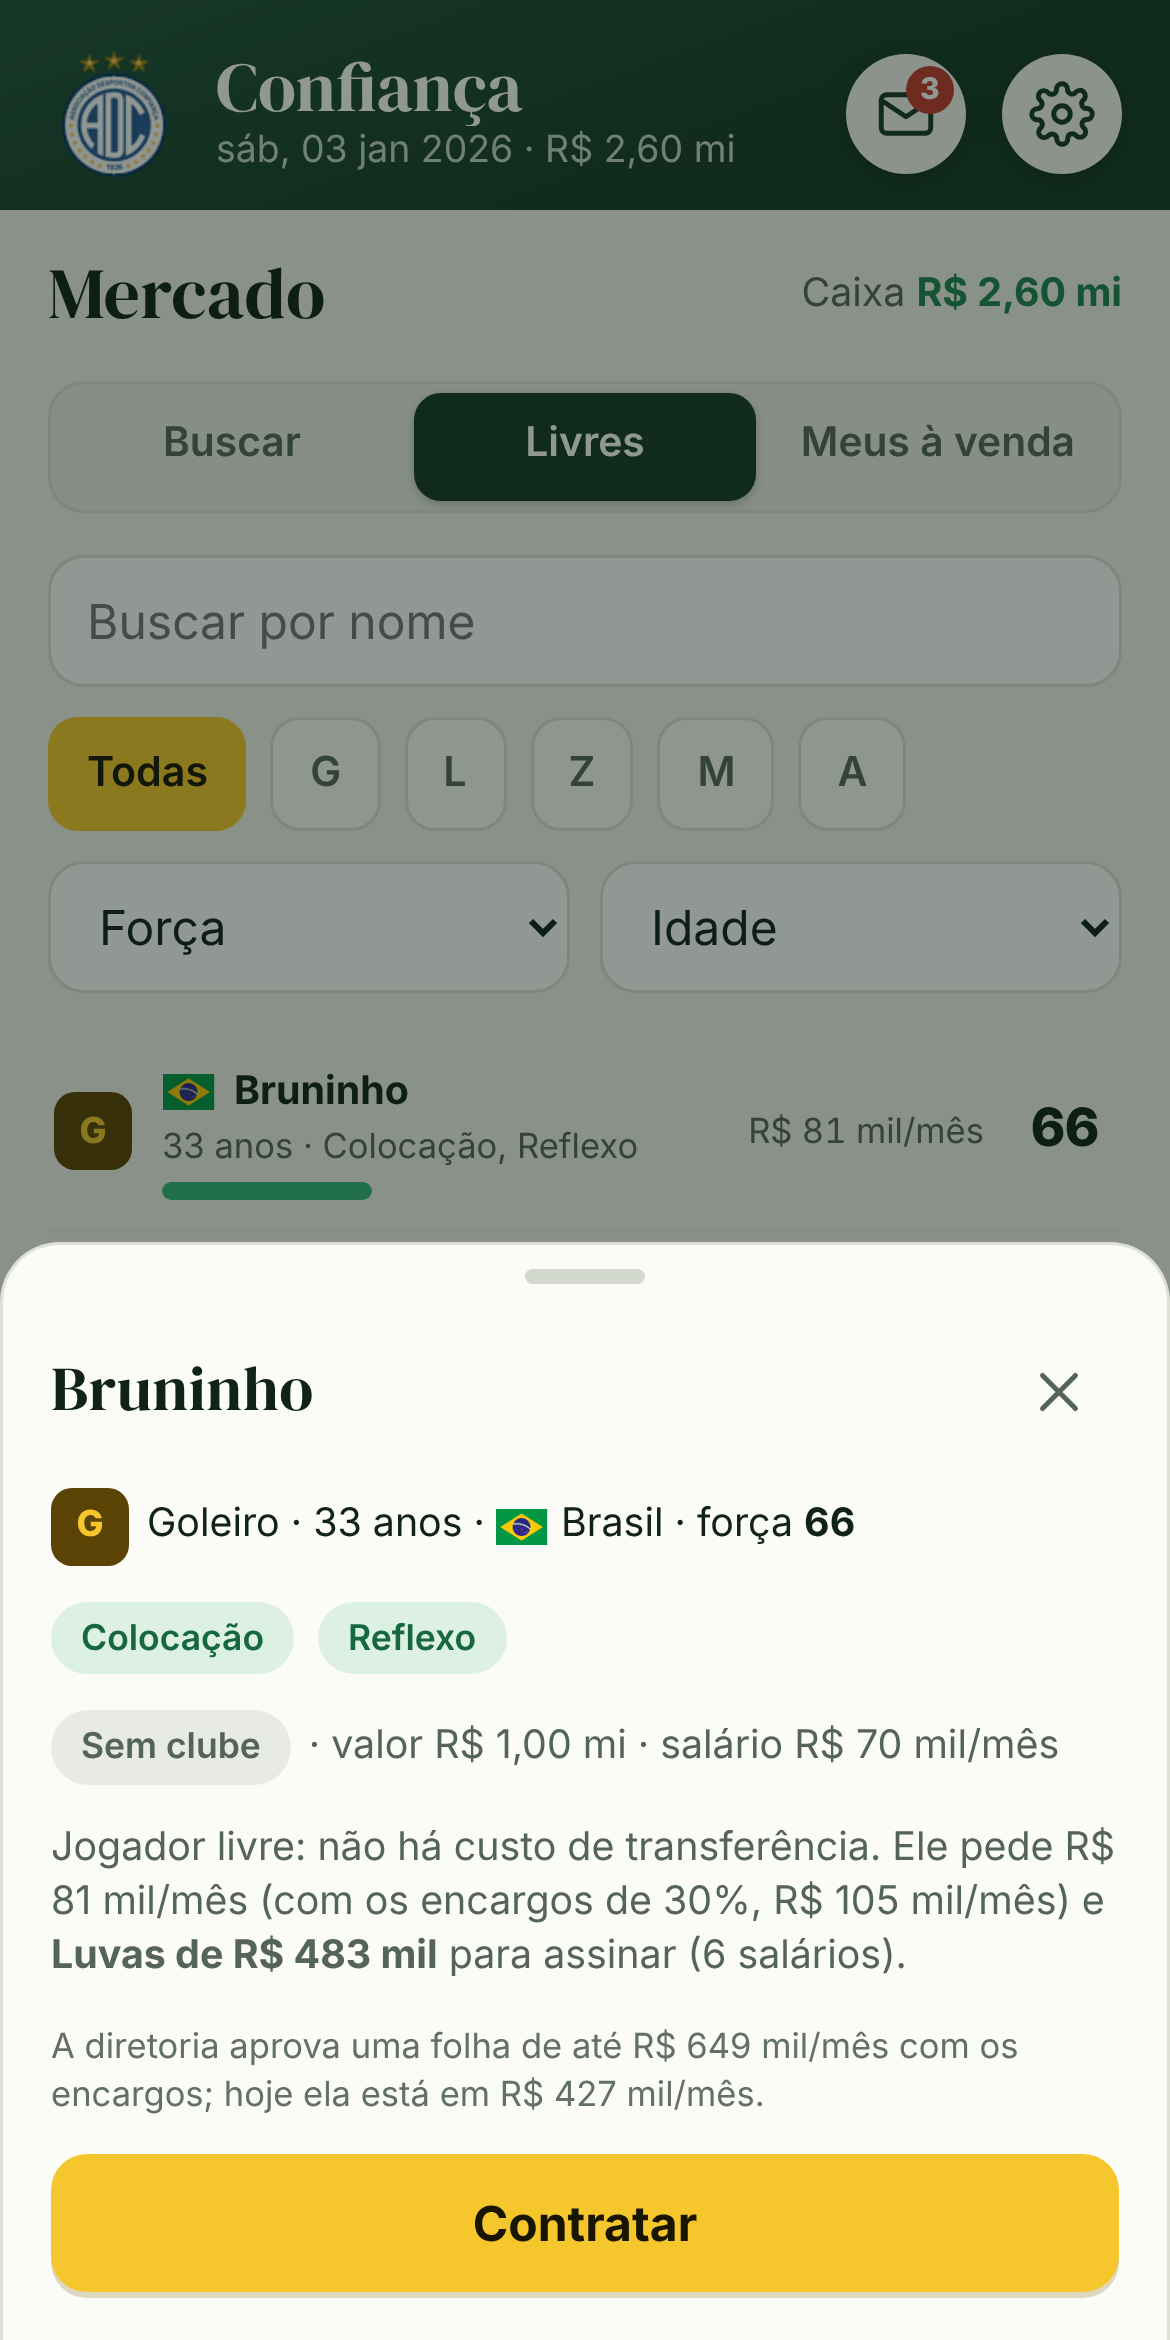 ADC
1936
Confiança
sáb, 03 jan 2026 · R$ 2,60 mi
3
Mercado
Caixa R$ 2,60 mi
Buscar
Livres
Meus à venda
Buscar por nome
Todas
G
L
Z
M
A
Força
Idade
G
Bruninho
33 anos · Colocação, Reflexo
R$ 81 mil/mês
66
Bruninho
G Goleiro · 33 anos · Brasil · força 66
Colocação
Reflexo
Sem clube · valor R$ 1,00 mi · salário R$ 70 mil/mês
Jogador livre: não há custo de transferência. Ele pede R$
81 mil/mês (com os encargos de 30%, R$ 105 mil/mês) e
Luvas de R$ 483 mil para assinar (6 salários).
A diretoria aprova uma folha de até R$ 649 mil/mês com os
encargos; hoje ela está em R$ 427 mil/mês.
Contratar